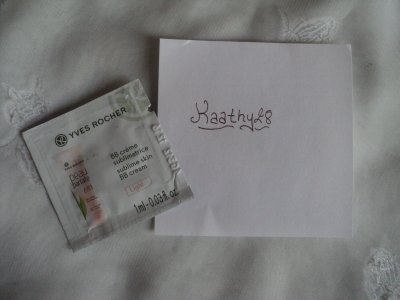 YVES ROCHER
BB crème
sublimatrice
sublime skin
BB cream
Light
1ml - 0.03 fl. oz.
Kaathy28